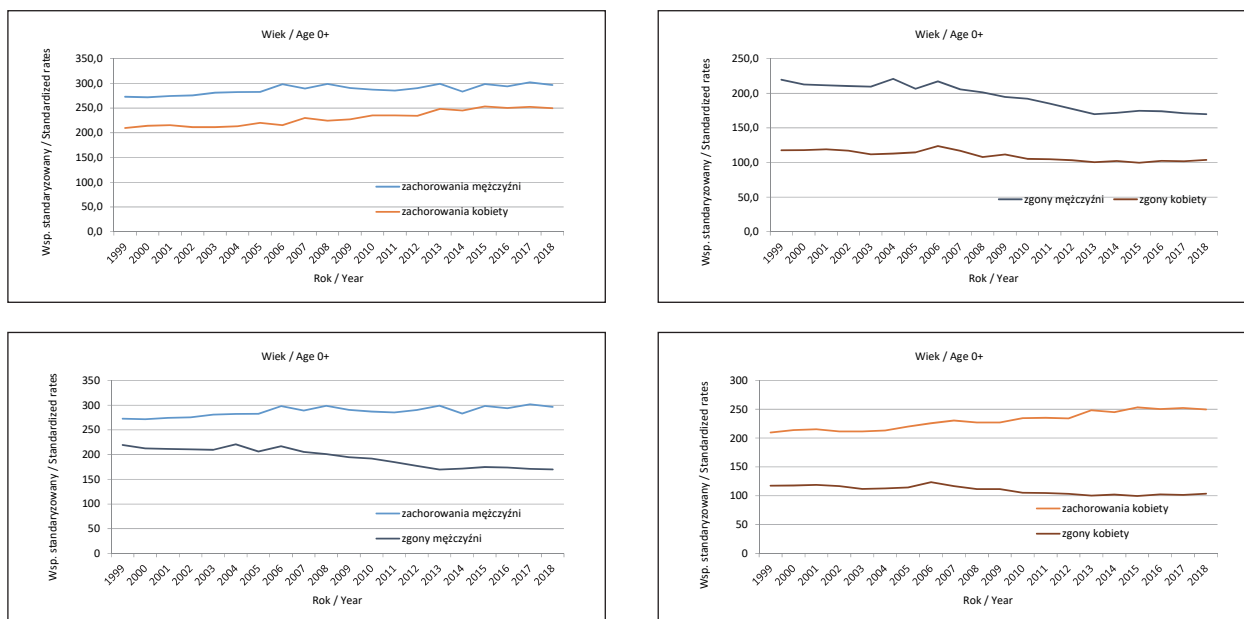 Wiek / Age 0+
Wsp. standaryzowany / Standardized rates
350,0
300,0
250,0
200,0
150,0
100,0
50,0
0,0
zachorowania mężczyźni
zachorowania kobiety
1999 2000 2001 2002 2003 2004 2005 2006 2007 2008 2009 2010 2011 2012 2013 2014 2015 2016 2017 2018
Rok / Year
Wiek / Age 0+
Wsp. standaryzowany / Standardized rates
250,0
200,0
150,0
100,0
50,0
0,0
zgony mężczyźni zgony kobiety
1999 2000 2001 2002 2003 2004 2005 2006 2007 2008 2009 2010 2011 2012 2013 2014 2015 2016 2017 2018
Rok / Year
Wiek / Age 0+
Wsp. standaryzowany / Standardized rates
350
300
250
200
150
100
50
0
zachorowania mężczyźni
zgony mężczyźni
1999 2000 2001 2002 2003 2004 2005 2006 2007 2008 2009 2010 2011 2012 2013 2014 2015 2016 2017 2018
Rok / Year
Wiek / Age 0+
Wsp. standaryzowany / Standardized rates
300
250
200
150
100
50
0
zachorowania kobiety
zgony kobiety
1999 2000 2001 2002 2003 2004 2005 2006 2007 2008 2009 2010 2011 2012 2013 2014 2015 2016 2017 2018
Rok / Year